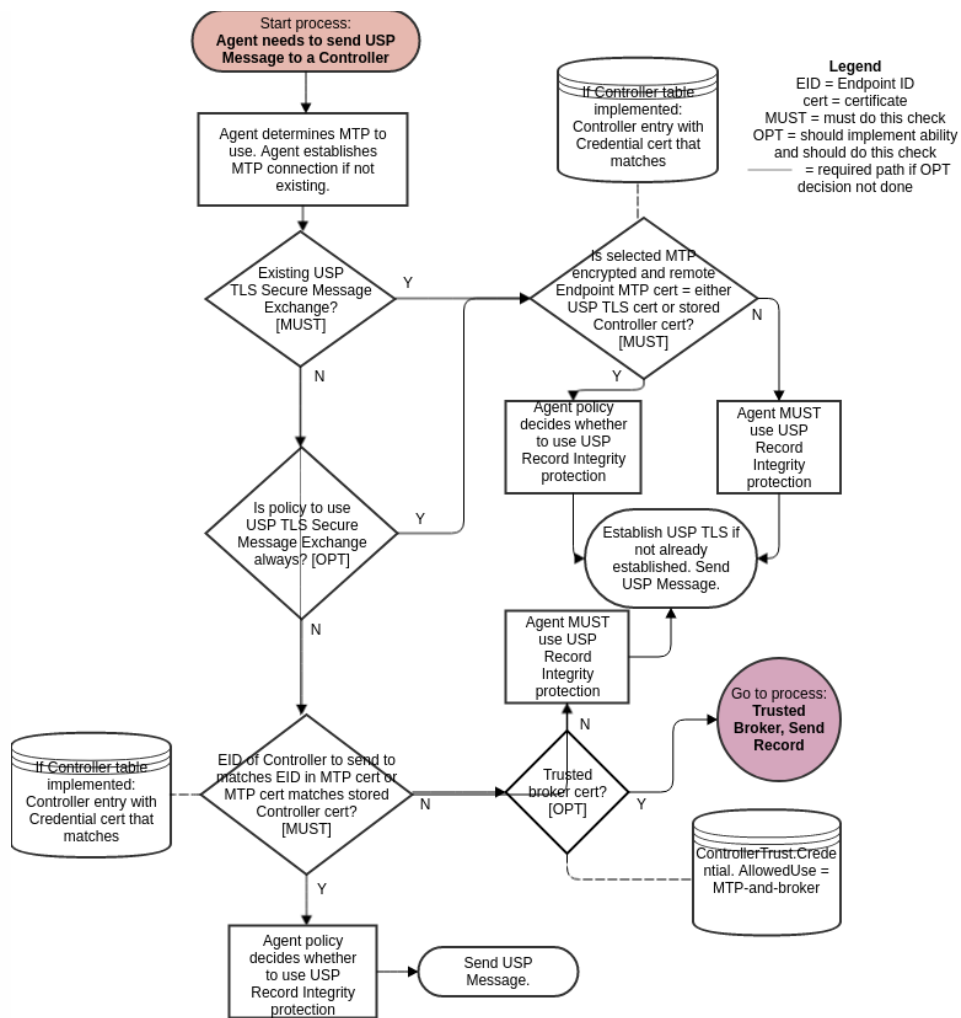 Start process:
Agent needs to send USP
Message to a Controller
If Controller table
implemented:
Controller entry with
Credential cert that
matches
Legend
EID = Endpoint ID
cert = certificate
MUST = must do this check
OPT = should implement ability
and should do this check
= required path if OPT
decision not done
Agent determines MTP to
use. Agent establishes
MTP connection if not
existing.
Existing USP
TLS Secure Message
Exchange?
[MUST]
Y
N
Is selected MTP
encrypted and remote
Endpoint MTP cert = either
USP TLS cert or stored
Controller cert?
[MUST]
N
Y
Agent policy
decides whether
to use USP
Record Integrity
protection
Agent MUST
use USP
Record
Integrity
protection
Is policy to use
USP TLS Secure
Message Exchange
always? [OPT]
Y
N
Establish USP TLS if
not already
established. Send
USP Message.
Agent MUST
use USP
Record
Integrity
protection
Go to process:
Trusted
Broker, Send
Record
If Controller table
implemented:
Controller entry with
Credential cert that
matches
EID of Controller to send to
matches EID in MTP cert or
MTP cert matches stored
Controller cert?
[MUST]
N
Y
N
Trusted
broker cert?
[OPT]
Y
ControllerTrust.Crede
ntial. AllowedUse =
MTP-and-broker
Agent policy
decides whether
to use USP
Record Integrity
protection
Send USP
Message.